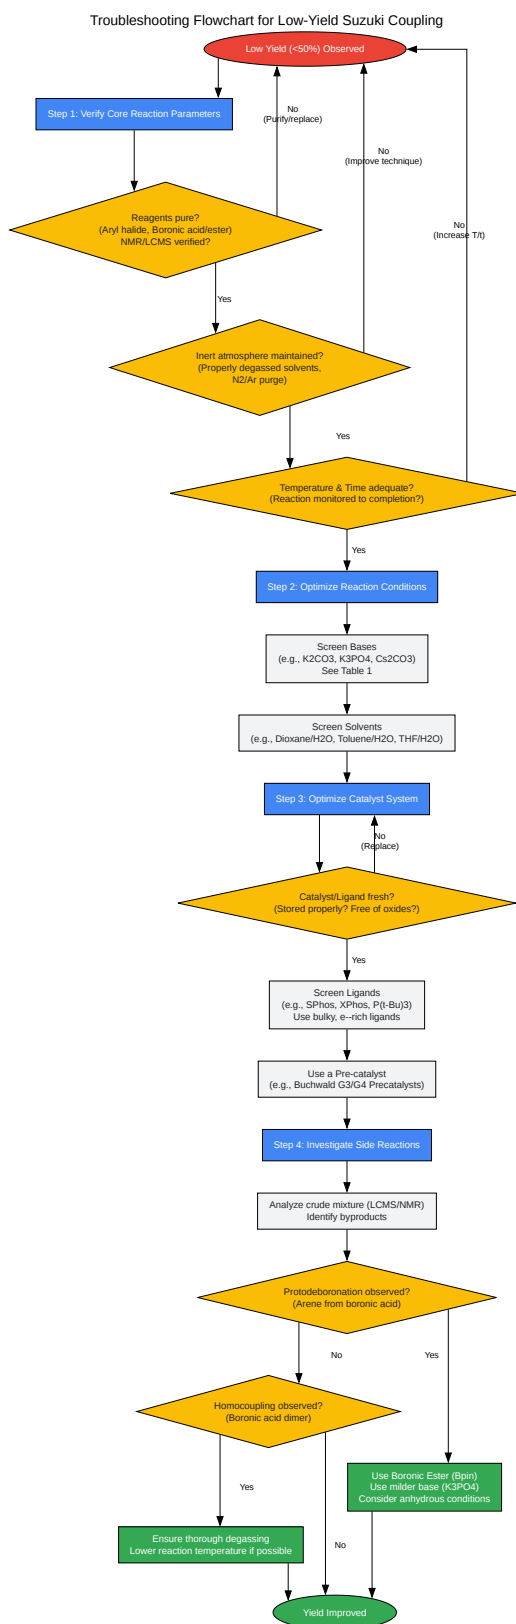 Troubleshooting Flowchart for Low-Yield Suzuki Coupling
Low Yield (<50%) Observed
Step 1: Verify Core Reaction Parameters
No
(Purify/replace)
No
(Improve technique)
Reagents pure?
(Aryl halide, Boronic acid/ester)
NMR/LCMS verified?
No
(Increase T/t)
Yes
Inert atmosphere maintained?
(Properly degassed solvents,
N2/Ar purge)
Yes
Temperature & Time adequate?
(Reaction monitored to completion?)
Yes
Step 2: Optimize Reaction Conditions
Screen Bases
(e.g., K2CO3, K3PO4, Cs2CO3)
See Table 1
Screen Solvents
(e.g., Dioxane/H2O, Toluene/H2O, THF/H2O)
Step 3: Optimize Catalyst System
No
(Replace)
Catalyst/Ligand fresh?
(Stored properly? Free of oxides?)
Yes
Screen Ligands
(e.g., SPhos, XPhos, P(t-Bu)3)
Use bulky, e--rich ligands
Use a Pre-catalyst
(e.g., Buchwald G3/G4 Precatalysts)
Step 4: Investigate Side Reactions
Analyze crude mixture (LCMS/NMR)
Identify byproducts
Protodeboronation observed?
(Arene from boronic acid)
No
Yes
Homocoupling observed?
(Boronic acid dimer)
Use Boronic Ester (Bpin)
Use milder base (K3PO4)
Consider anhydrous conditions
Yes
Ensure thorough degassing
Lower reaction temperature if possible
No
Yield Improved